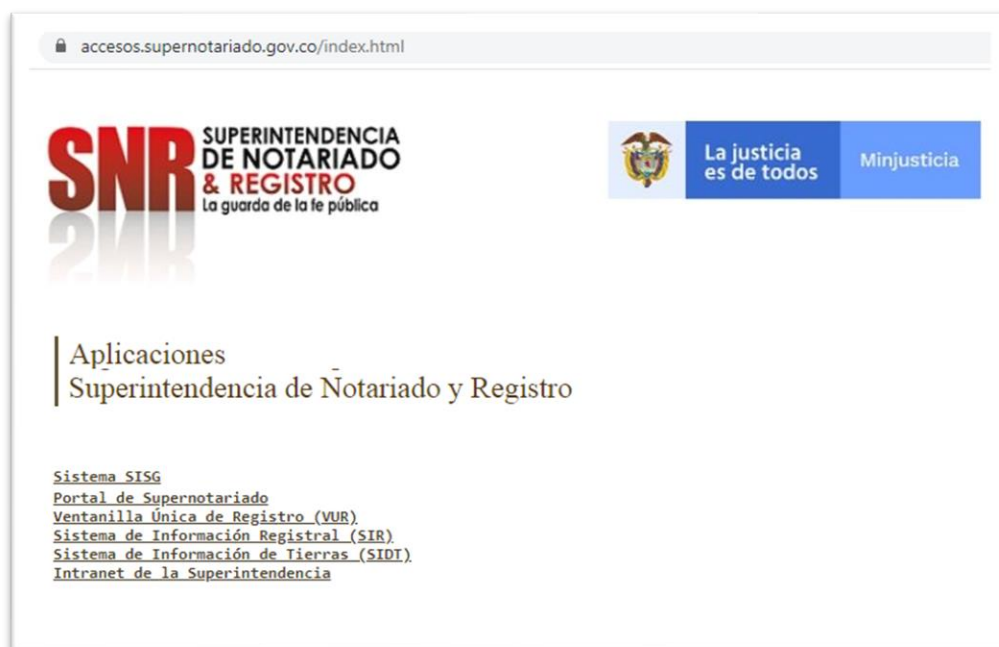 accesos.supernotariado.gov.co/index.html
SNR
SUPERINTENDENCIA
DE NOTARIADO
& REGISTRO
La guarda de la fe pública
La justicia
es de todos
Minjusticia
Aplicaciones
Superintendencia de Notariado y Registro
Sistema SISG
Portal de Supernotariado
Ventanilla Única de Registro (VUR)
Sistema de Información Registral (SIR)
Sistema de Información de Tierras (SIDT)
Intranet de la Superintendencia